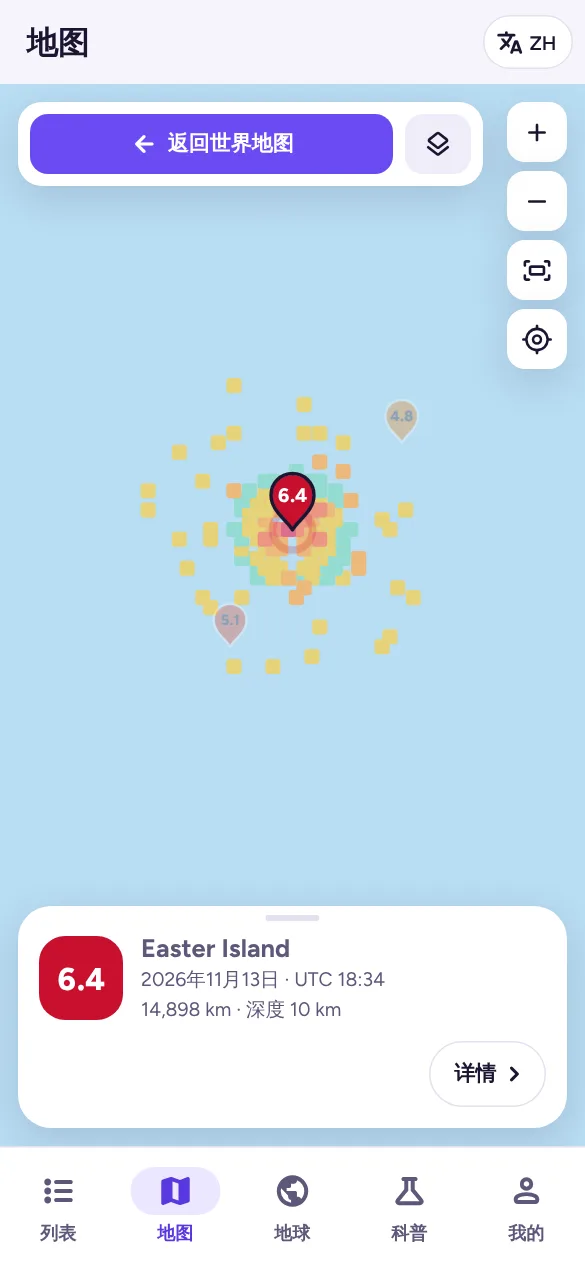 地图
ZH
返回世界地图
4.8
6.4
5.1
6.4
Easter Island
2026年11月13日 · UTC 18:34
14,898 km · 深度 10 km
详情
列表
地图
地球
科普
我的